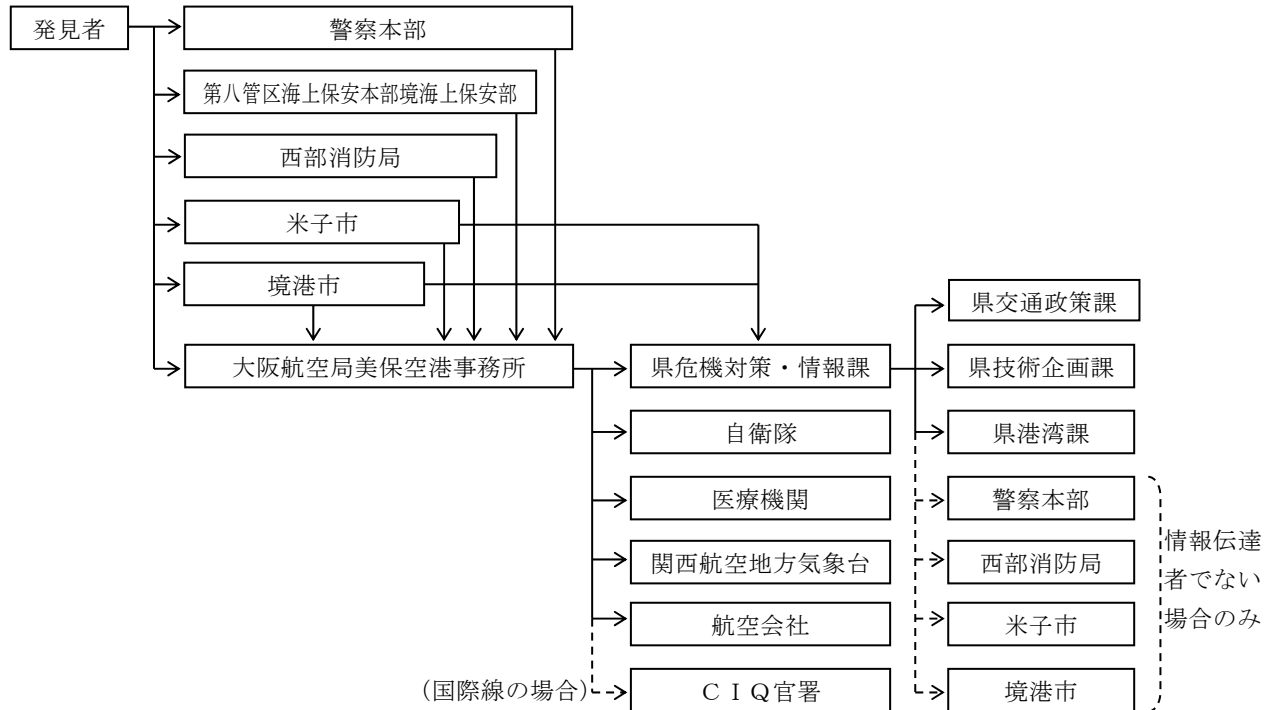 発見者
警察本部
第八管区海上保安本部境海上保安部
西部消防局
米子市
境港市
大阪航空局美保空港事務所
県危機対策・情報課
自衛隊
医療機関
関西航空地方気象台
航空会社
(国際線の場合)
ＣＩＱ官署
県交通政策課
県技術企画課
県港湾課
警察本部
西部消防局
米子市
境港市
情報伝達
者でない
場合のみ